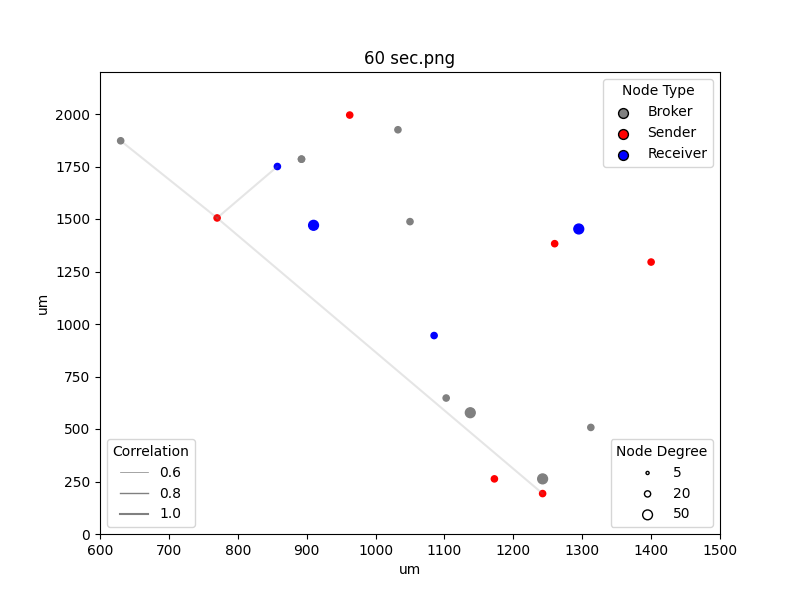 60 sec.png
Node Type
Broker
Sender
Receiver
um
2000
1750
1500
1250
1000
750
500
250
0
Correlation
0.6
0.8
1.0
Node Degree
5
20
50
600 700 800 900 1000 1100 1200 1300 1400 1500
um